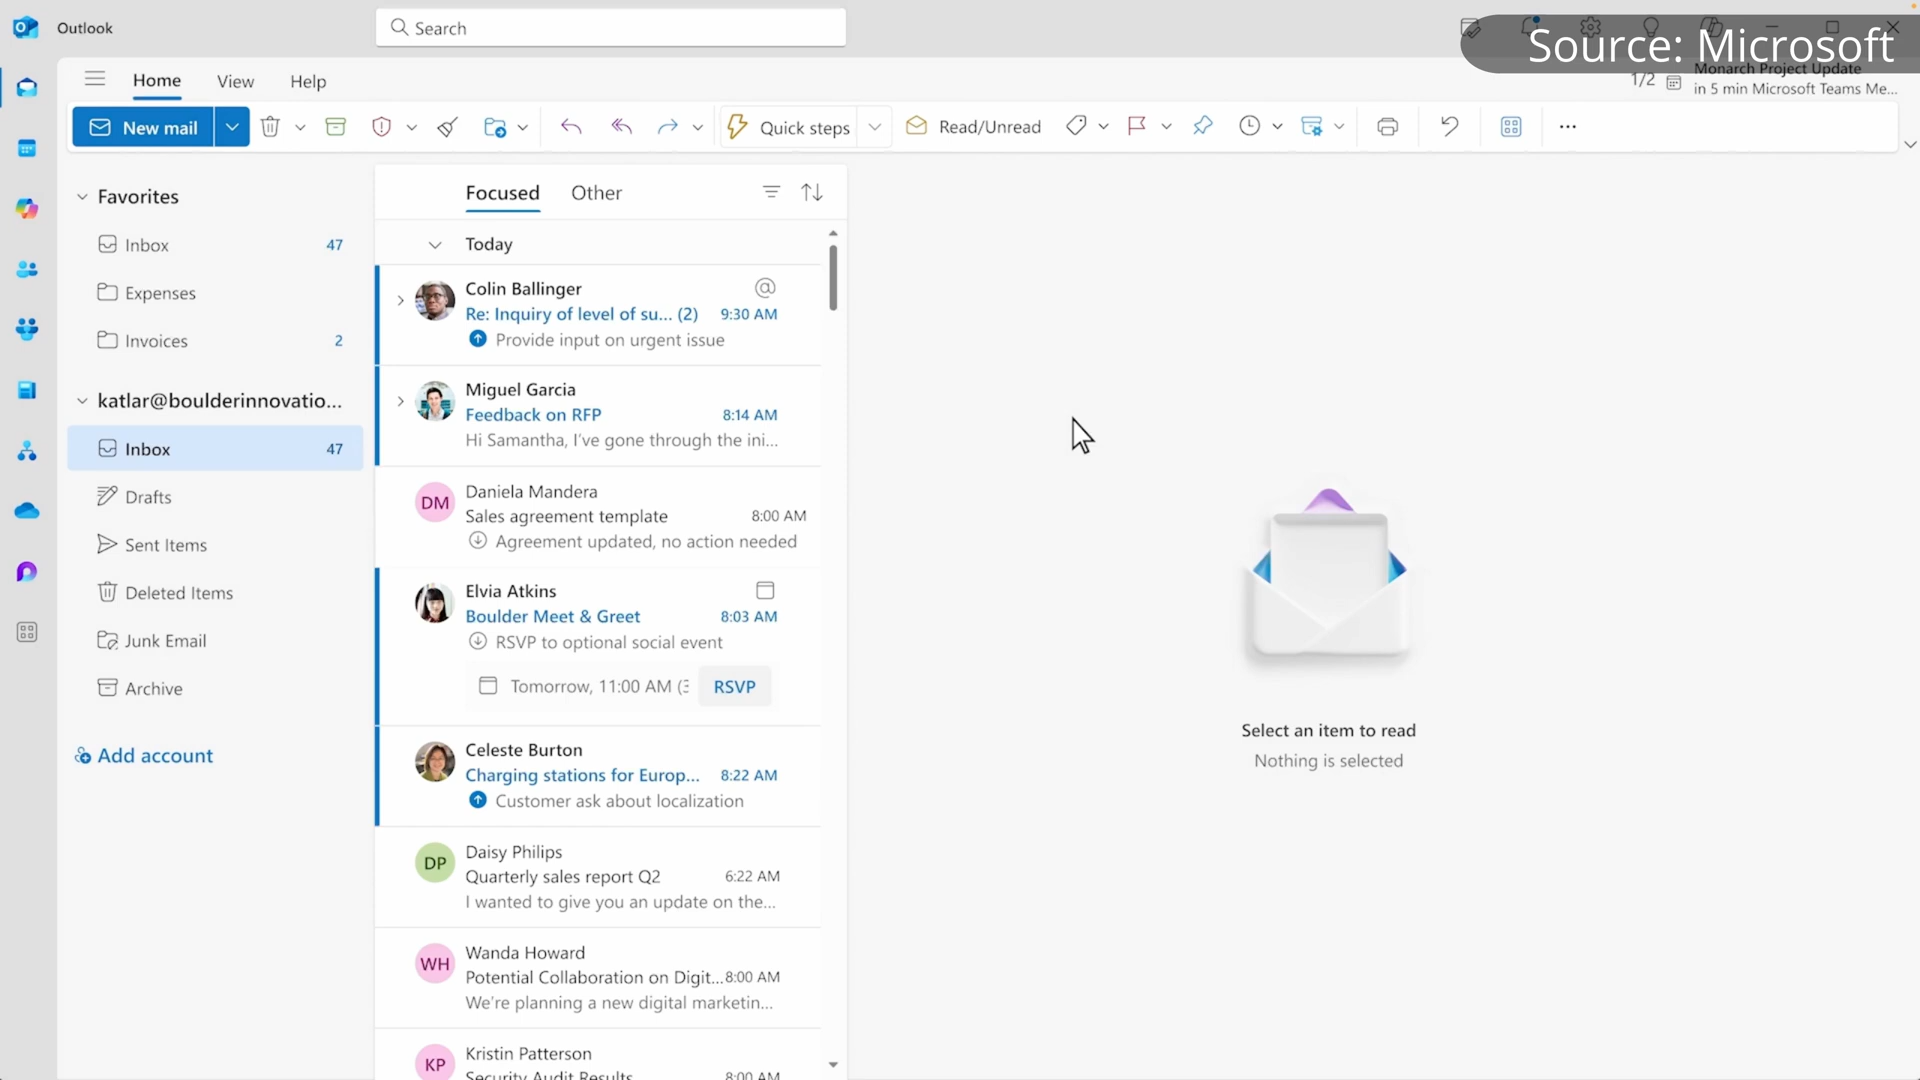 Outlook
Search
Source: Microsoft
Home
View
Help
1/2
Monarch Project Update
in 5 min Microsoft Teams Me...
New mail
Quick steps
Read/Unread
Favorites
Inbox 47
Expenses
Invoices 2
katlar@boulderinnovatio...
Inbox 47
Drafts
Sent Items
Deleted Items
Junk Email
Archive
Add account
Focused
Other
Today
Colin Ballinger
Re: Inquiry of level of su... (2) 9:30 AM
Provide input on urgent issue
Miguel Garcia
Feedback on RFP 8:14 AM
Hi Samantha, I've gone through the ini...
DM
Daniela Mandera
Sales agreement template 8:00 AM
Agreement updated, no action needed
Elvia Atkins
Boulder Meet & Greet 8:03 AM
RSVP to optional social event
Tomorrow, 11:00 AM (3 RSVP
Celeste Burton
Charging stations for Europ... 8:22 AM
Customer ask about localization
DP
Daisy Philips
Quarterly sales report Q2 6:22 AM
I wanted to give you an update on the...
WH
Wanda Howard
Potential Collaboration on Digit... 8:00 AM
We're planning a new digital marketin...
KP
Kristin Patterson
Security Audit Results 8:00 AM
Select an item to read
Nothing is selected